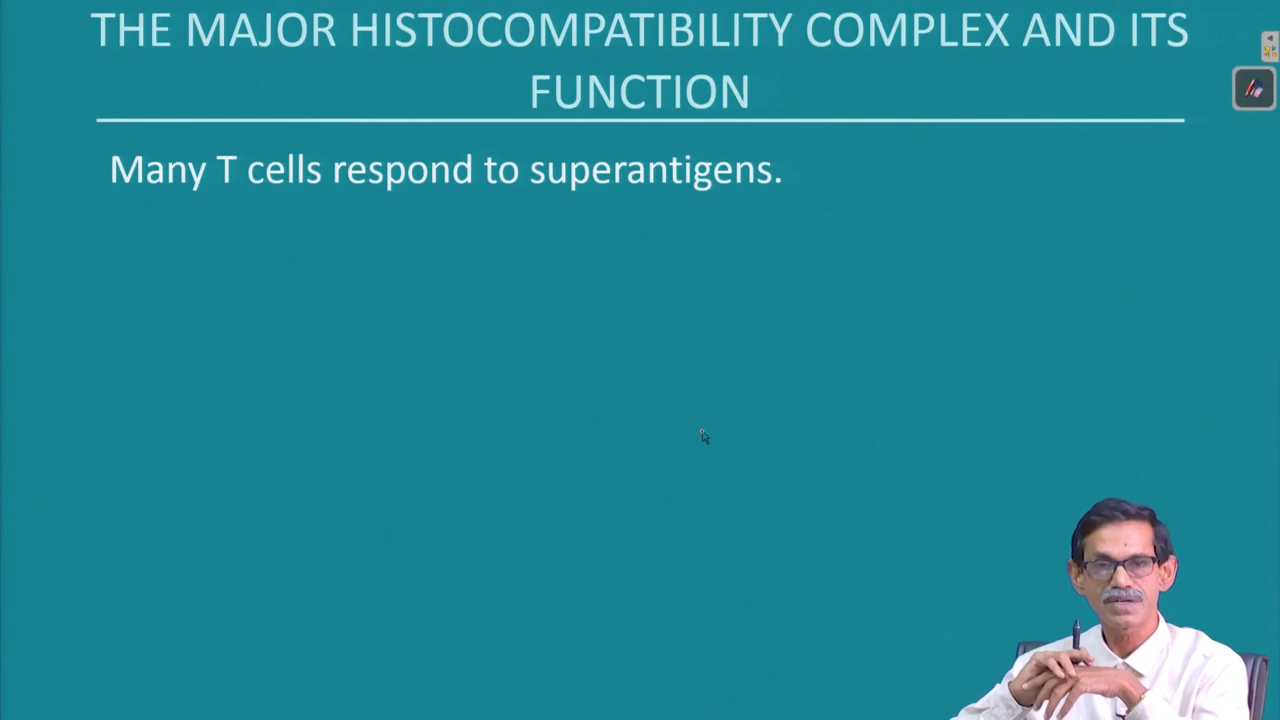 THE MAJOR HISTOCOMPATIBILITY COMPLEX AND ITS
FUNCTION
Many T cells respond to superantigens.